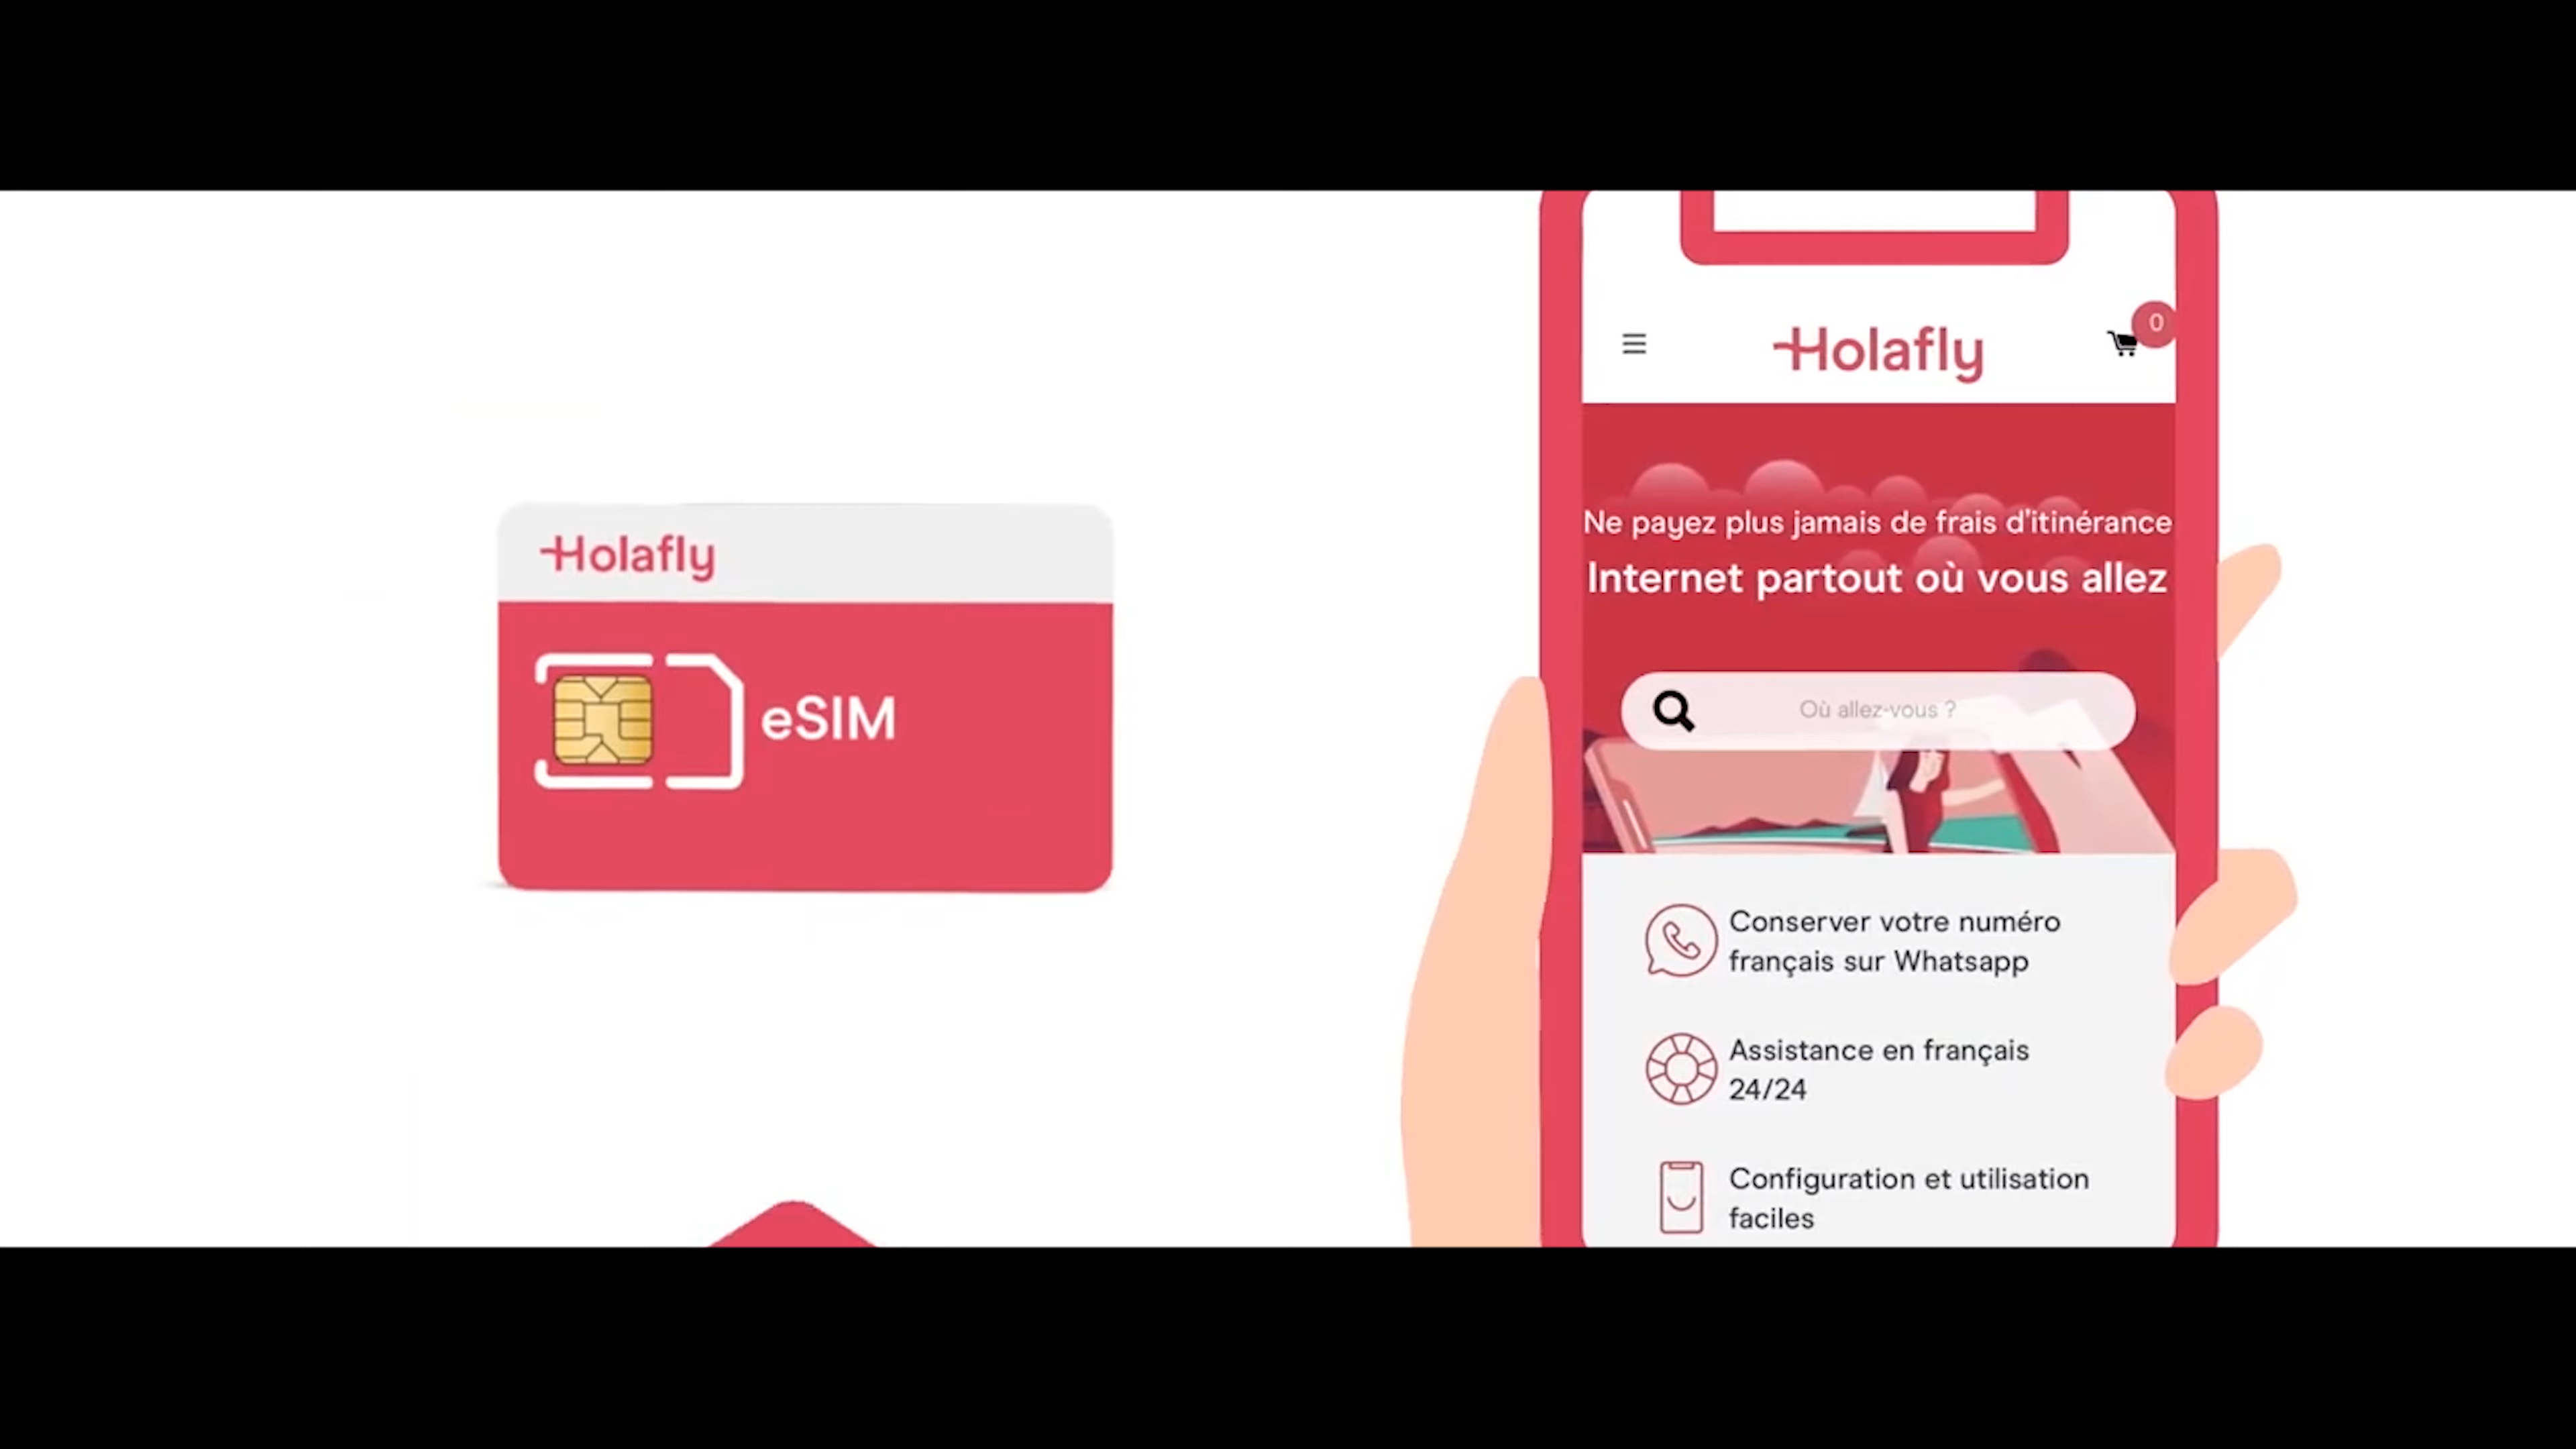 Holafly
eSIM
Holafly
0
Ne payez plus jamais de frais d'itinérance
Internet partout où vous allez
Où allez-vous ?
Conserver votre numéro
français sur Whatsapp
Assistance en français
24/24
Configuration et utilisation
faciles